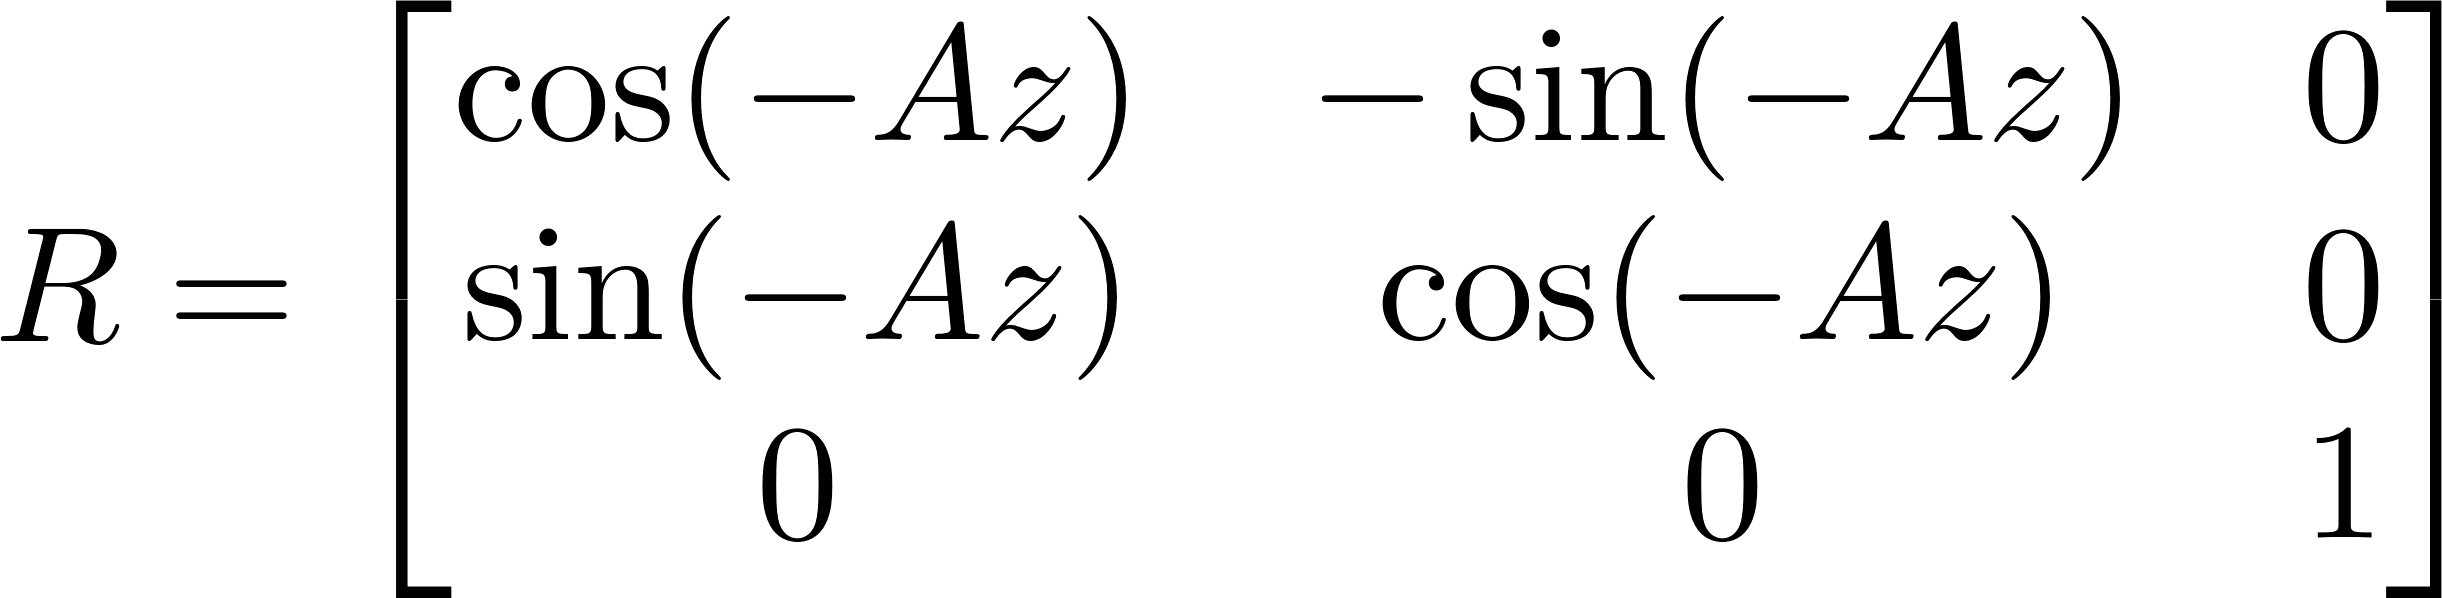 cos(−Az) − sin(−Az) 0
R = sin(−Az) cos(−Az) 0
0 0 1